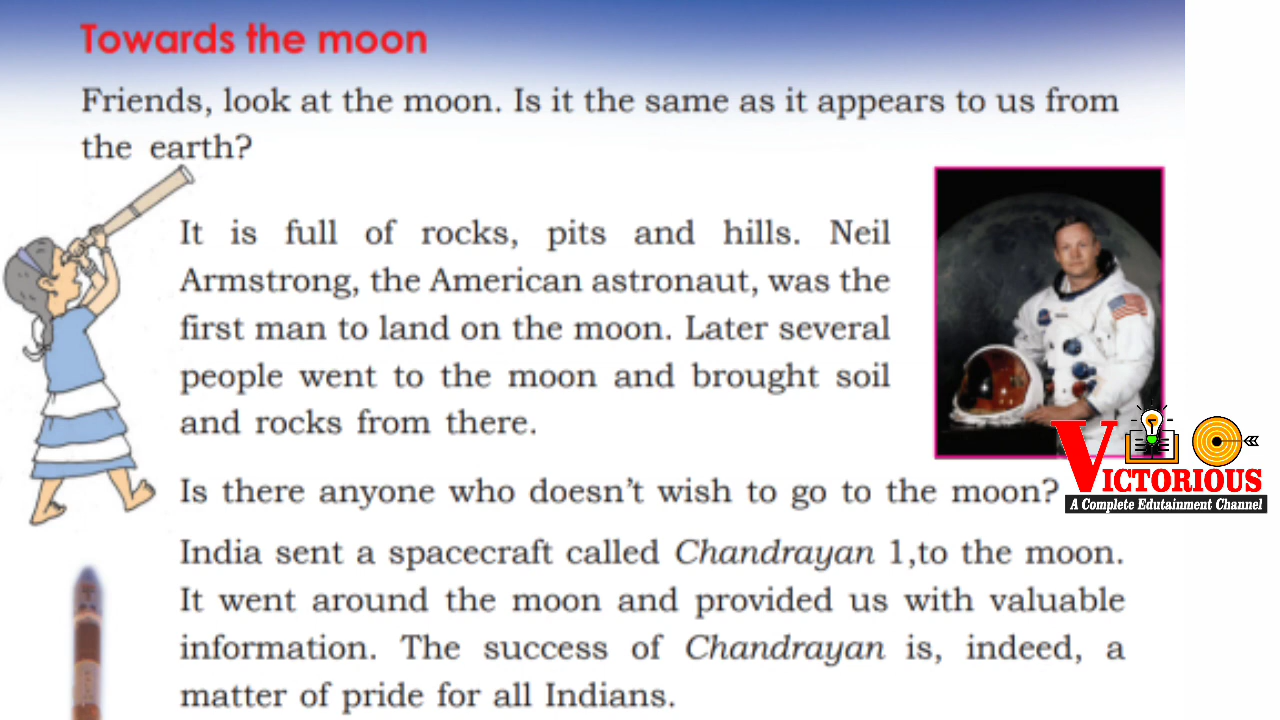 Towards the moon
Friends, look at the moon. Is it the same as it appears to us from
the earth?
It is full of rocks, pits and hills. Neil
Armstrong, the American astronaut, was the
first man to land on the moon. Later several
people went to the moon and brought soil
and rocks from there.
Is there anyone who doesn't wish to go to the moon?
VICTORIOUS
A Complete Edutainment Channel
India sent a spacecraft called Chandrayan 1,to the moon.
It went around the moon and provided us with valuable
information. The success of Chandrayan is, indeed, a
matter of pride for all Indians.